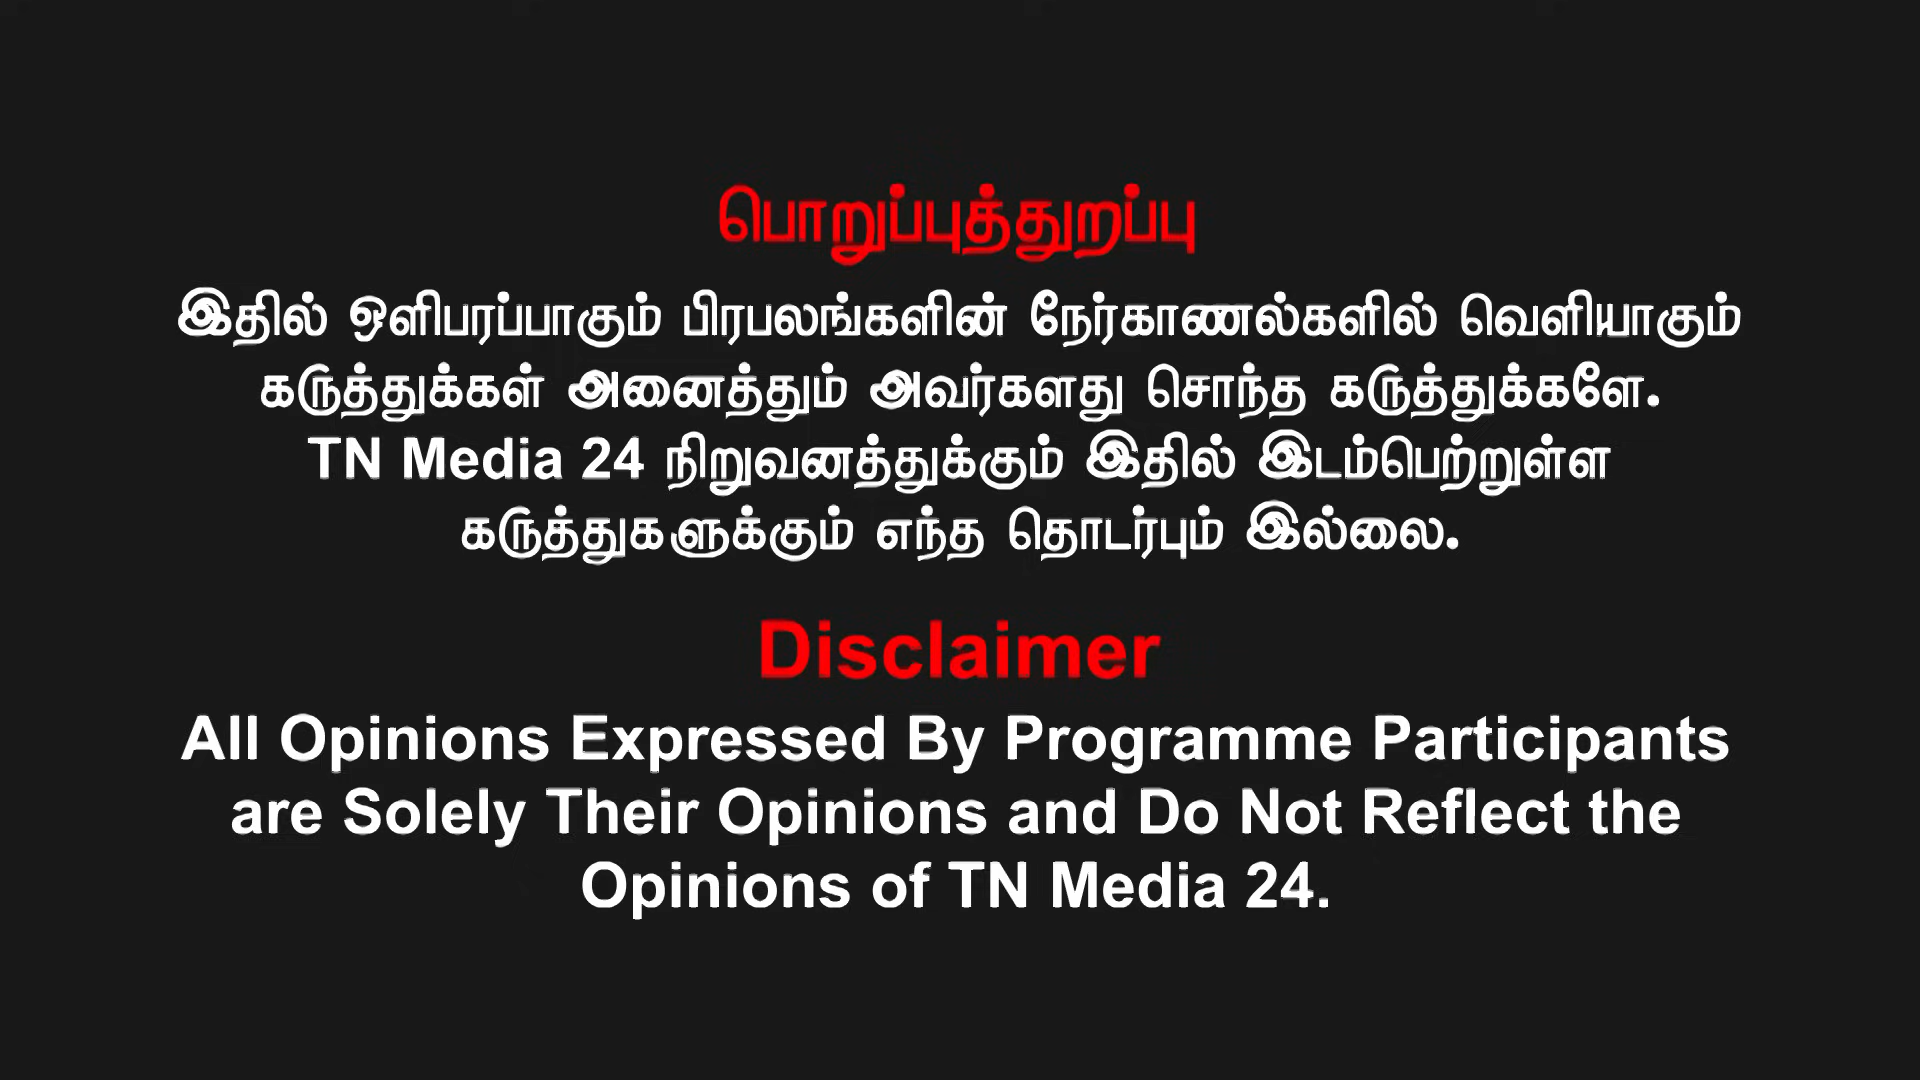 பொறுப்புத்துறப்பு
இதில் ஒளிபரப்பாகும் பிரபலங்களின் நேர்காணல்களில் வெளியாகும்
கருத்துக்கள் அனைத்தும் அவர்களது சொந்த கருத்துக்களே.
TN Media 24 நிறுவனத்துக்கும் இதில் இடம்பெற்றுள்ள
கருத்துகளுக்கும் எந்த தொடர்பும் இல்லை.
Disclaimer
All Opinions Expressed By Programme Participants
are Solely Their Opinions and Do Not Reflect the
Opinions of TN Media 24.